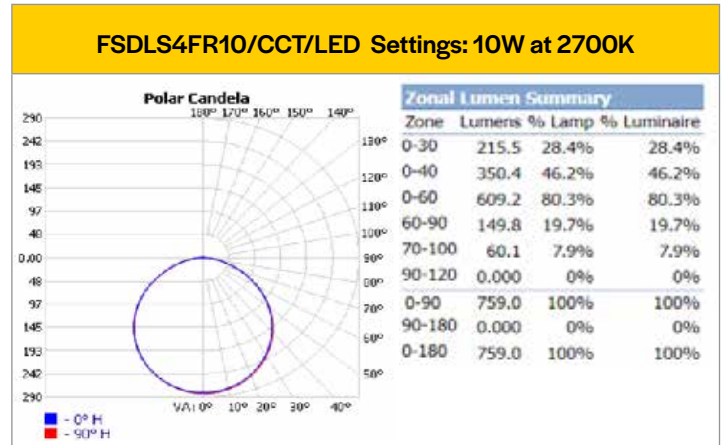 FSDLS4FR10/CCT/LED Settings: 10W at 2700K
Polar Candela
180° 170° 160° 150° 140°
290
242
193
145
97
48
0.00
48
97
145
193
242
290
130°
120°
110°
100°
90°
80°
70°
60°
50°
VA: 0° 10° 20° 30° 40°
- 0° H
- 90° H
Zonal Lumen Summary
Zone Lumens % Lamp % Luminaire
0-30 215.5 28.4% 28.4%
0-40 350.4 46.2% 46.2%
0-60 609.2 80.3% 80.3%
60-90 149.8 19.7% 19.7%
70-100 60.1 7.9% 7.9%
90-120 0.000 0% 0%
0-90 759.0 100% 100%
90-180 0.000 0% 0%
0-180 759.0 100% 100%